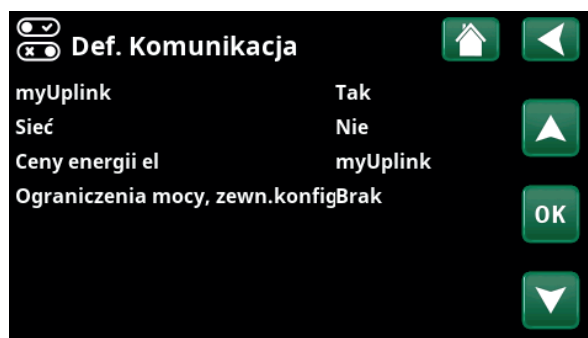 Def. Komunikacja
myUplink Tak
Sieć Nie
Ceny energii el myUplink
Ograniczenia mocy, zewn.konfigBrak
OK